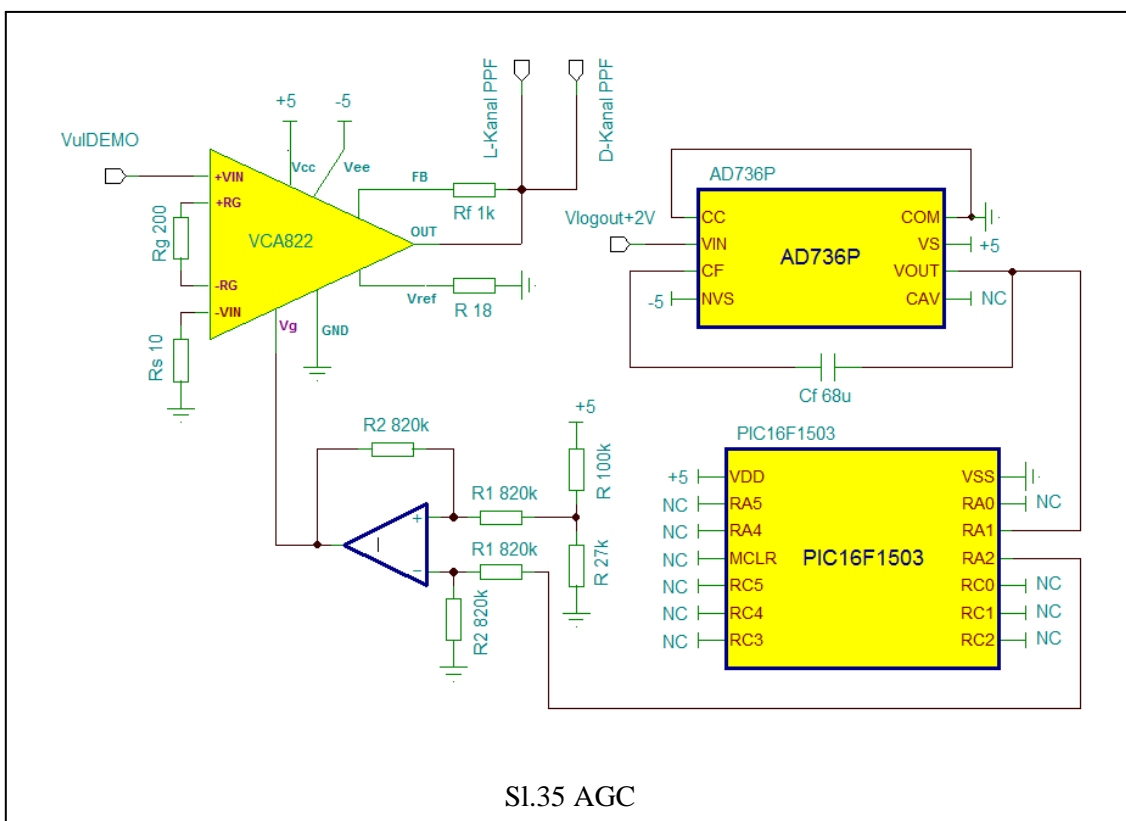 L-Kanal PPF
D-Kanal PPF
+5
-5
VulDEMO
Vcc
Vee
+VIN
+RG
Rg 200
-RG
-VIN
Rs 10
VCA822
FB
Rf 1k
OUT
Vref
R 18
Vg
GND
AD736P
Vlogout+2V
CC
VIN
CF
-5
NVS
AD736P
COM
VS
+5
VOUT
CAV
NC
Cf 68u
R2 820k
+5
R 100k
R1 820k
+
R1 820k
−
R 27k
R2 820k
PIC16F1503
+5
VDD
NC
RA5
NC
RA4
NC
MCLR
NC
RC5
NC
RC4
NC
RC3
PIC16F1503
VSS
RA0
NC
RA1
RA2
RC0
NC
RC1
NC
RC2
NC
Sl.35 AGC